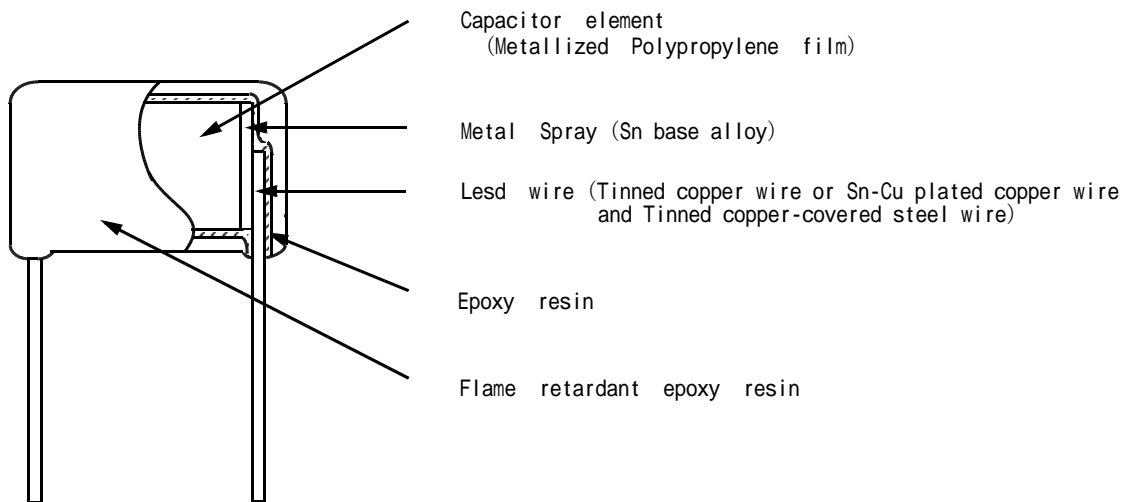 Capacitor element
(Metallized Polypropylene film)
Metal Spray (Sn base alloy)
Lesd wire (Tinned copper wire or Sn-Cu plated copper wire
and Tinned copper-covered steel wire)
Epoxy resin
Flame retardant epoxy resin